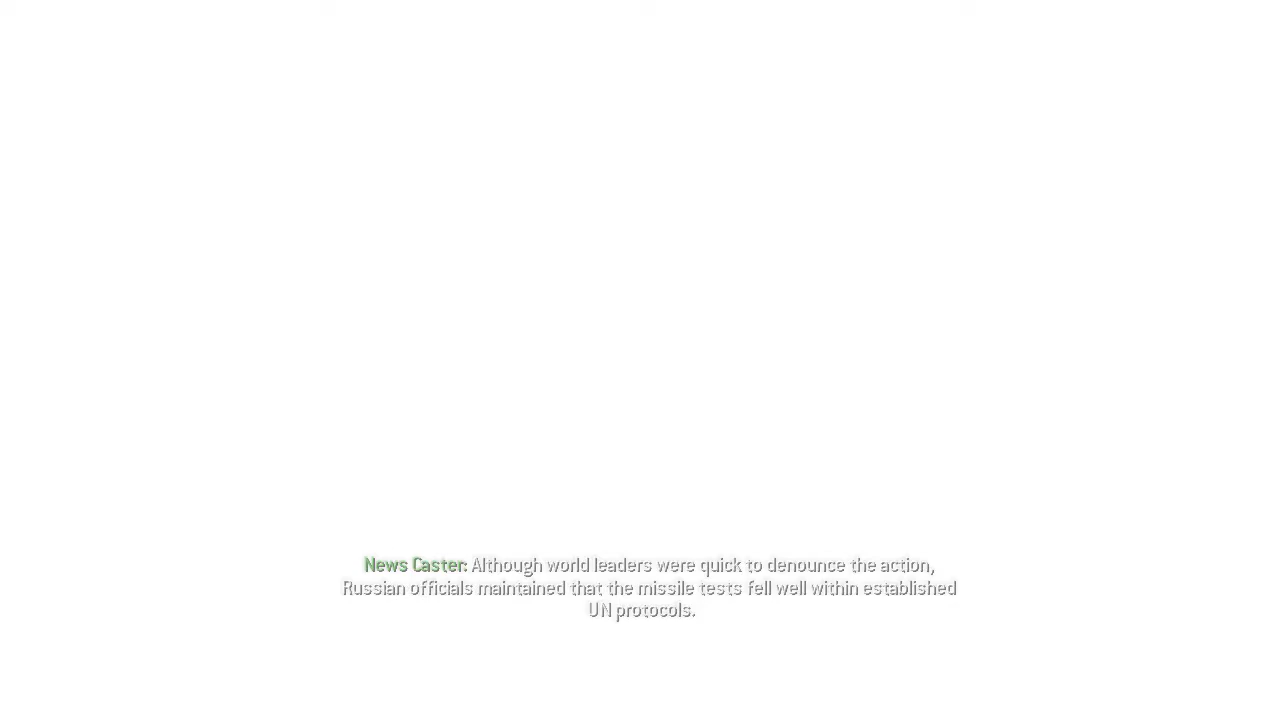 News Caster: Although world leaders were quick to denounce the action,
Russian officials maintained that the missile tests fell well within established
UN protocols.